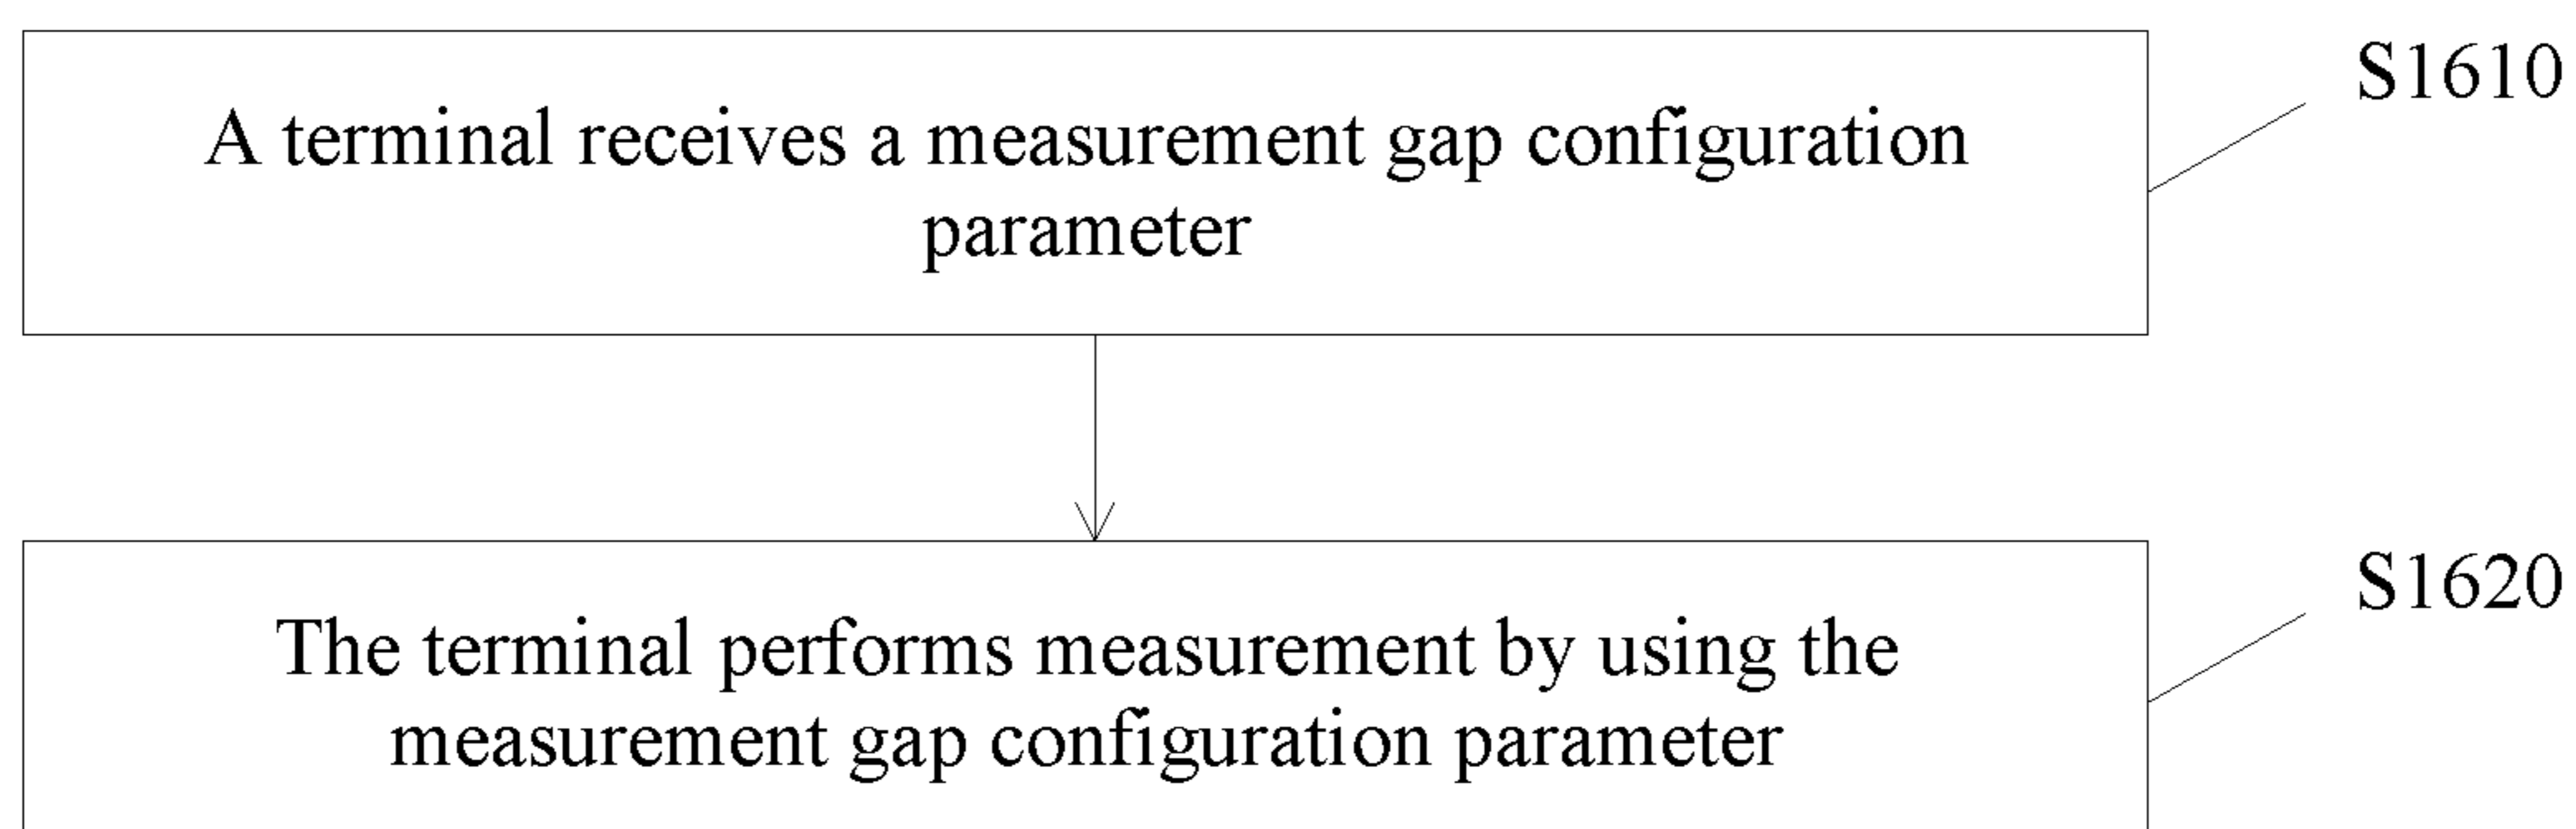 A terminal receives a measurement gap configuration
parameter
S1610
The terminal performs measurement by using the
measurement gap configuration parameter
S1620